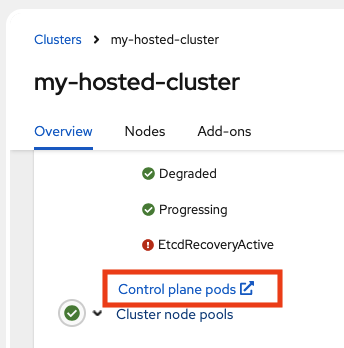 Clusters > my-hosted-cluster
my-hosted-cluster
Overview Nodes Add-ons
Degraded
Progressing
EtcdRecoveryActive
Control plane pods
Cluster node pools